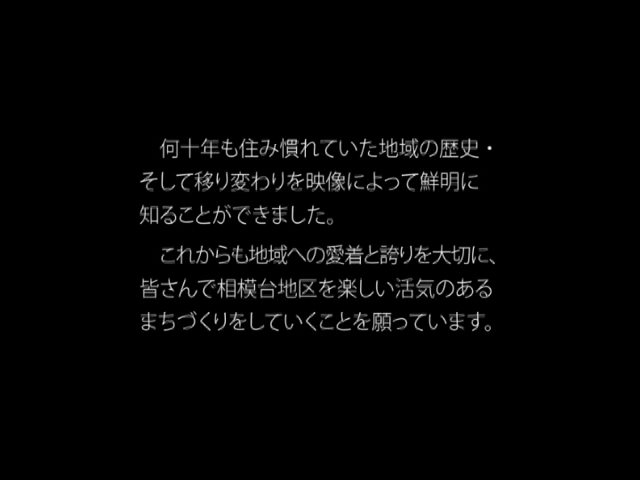 何十年も住み慣れていた地域の歴史・
そして移り変わりを映像によって鮮明に
知ることができました。
これからも地域への愛着と誇りを大切に、
皆さんで相模台地区を楽しい活気のある
まちづくりをしていくことを願っています。